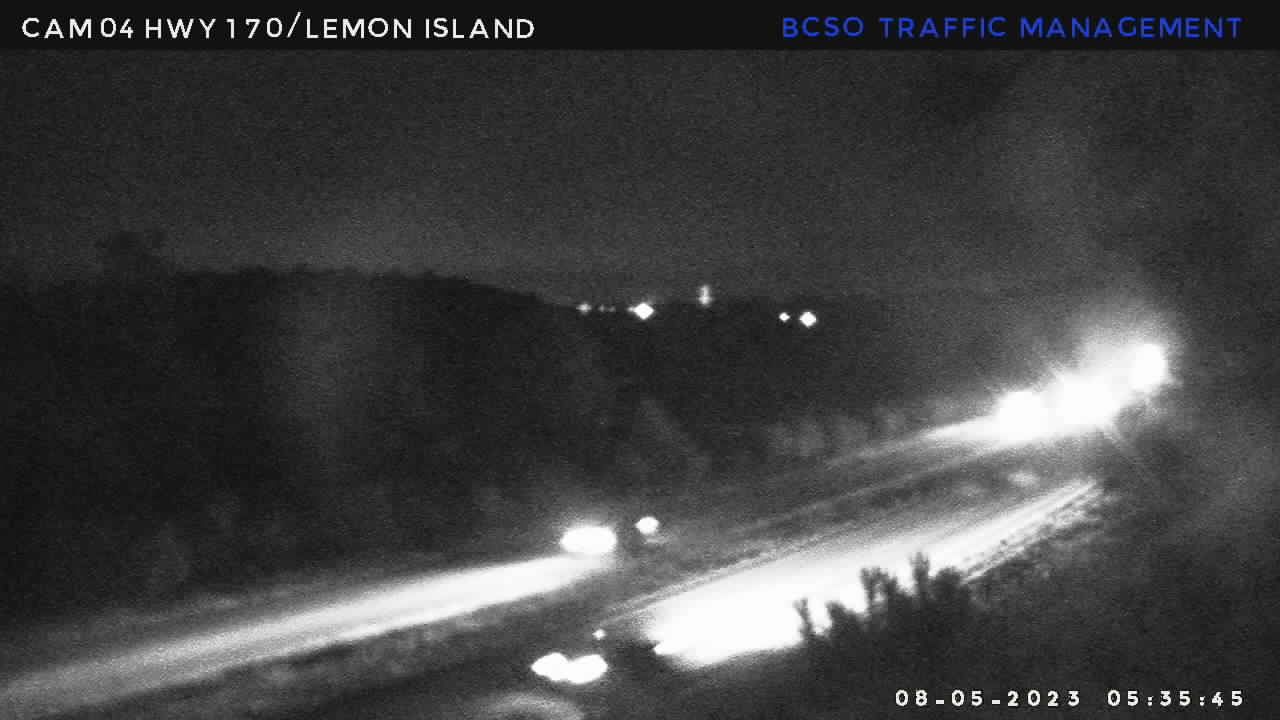 CAM04 HWY 170/LEMON ISLAND
BCSO TRAFFIC MANAGEMENT
08-05-2023 05:35:45